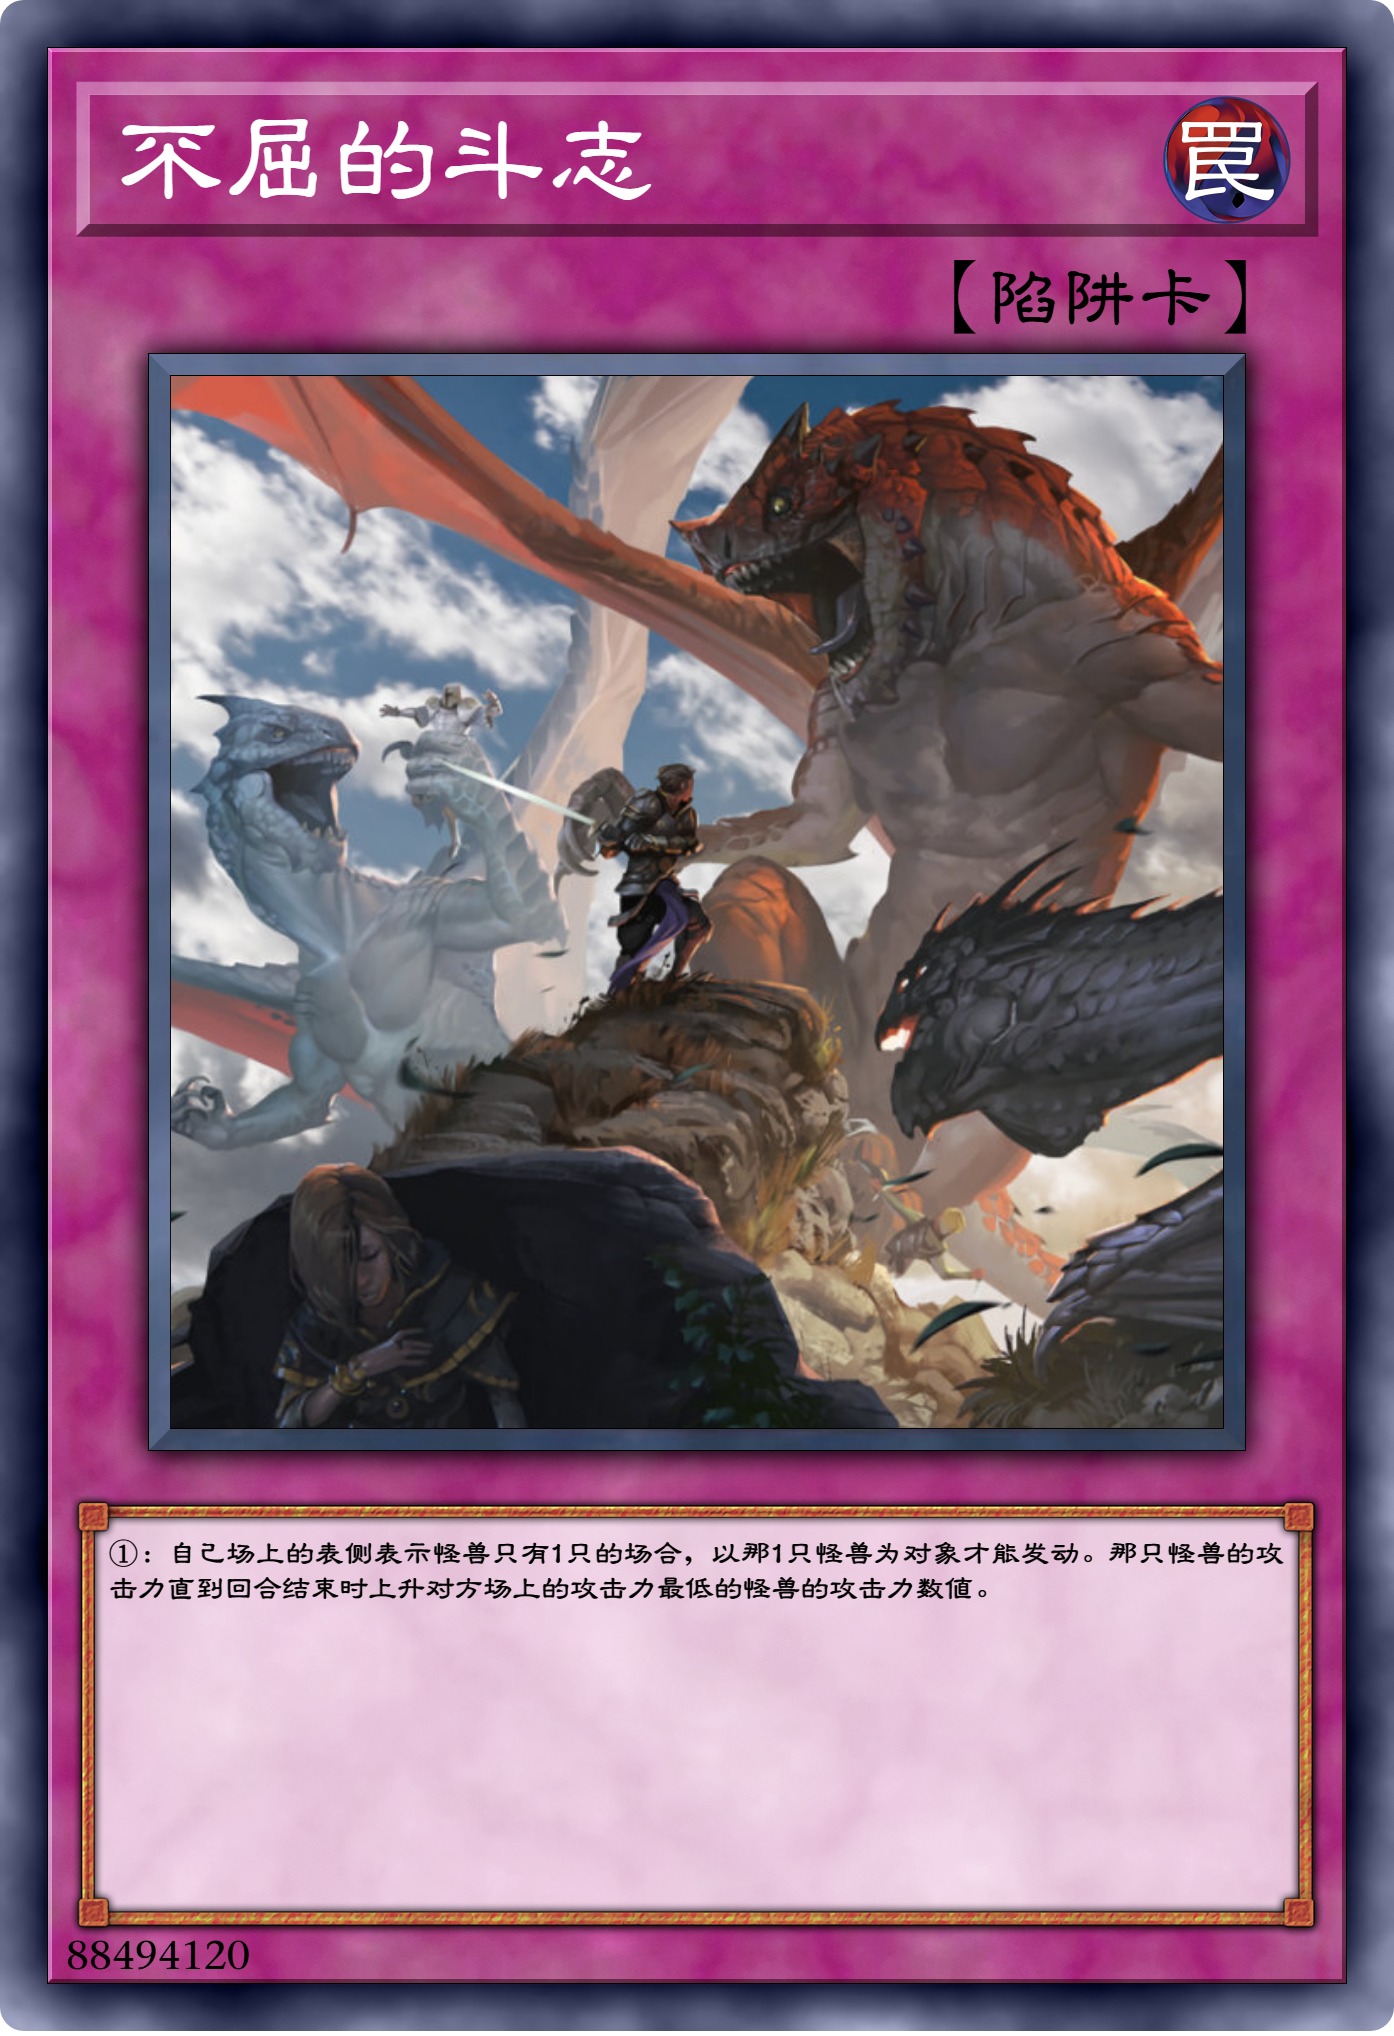 不屈的斗志
罠
【陷阱卡】
①：自己场上的表侧表示怪兽只有1只的场合，以那1只怪兽为对象才能发动。那只怪兽的攻
击力直到回合结束时上升对方场上的攻击力最低的怪兽的攻击力数值。
88494120